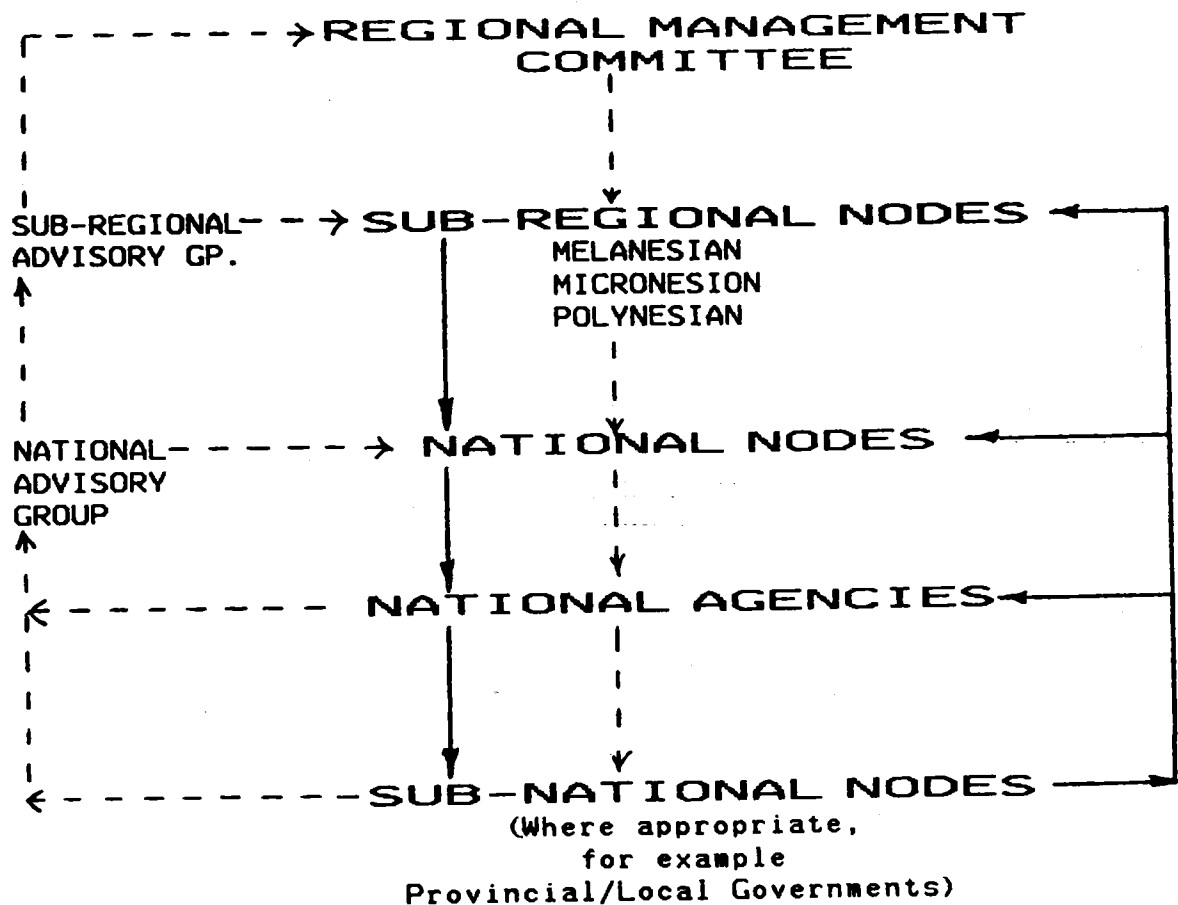 REGIONAL MANAGEMENT
COMMITTEE
SUB-REGIONAL
ADVISORY GP.
SUB-REGIONAL NODES
MELANESIAN
MICRONESION
POLYNESIAN
NATIONAL
ADVISORY
GROUP
NATIONAL NODES
NATIONAL AGENCIES
SUB-NATIONAL NODES
(Where appropriate,
for example
Provincial/Local Governments)